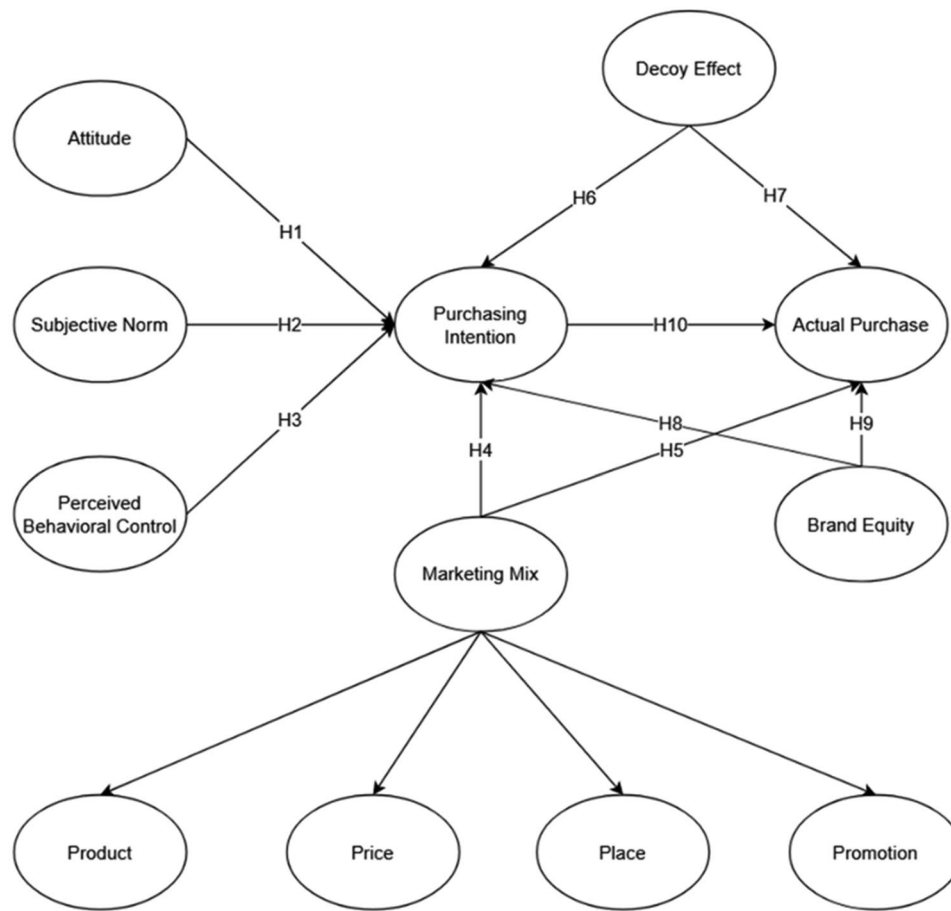 Decoy Effect
Attitude
H6
H7
H1
Subjective Norm
H2
Purchasing
Intention
H10
Actual Purchase
H3
H8
H9
H4
H5
Perceived
Behavioral Control
Brand Equity
Marketing Mix
Product
Price
Place
Promotion